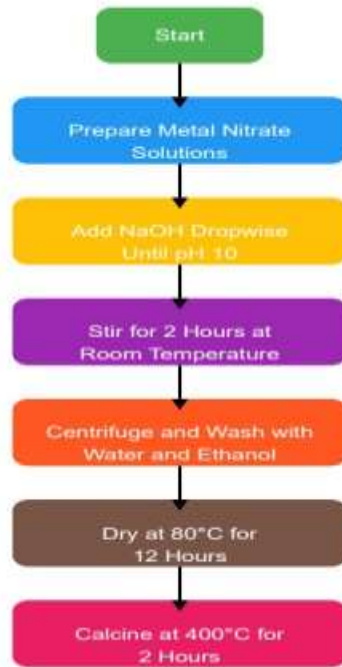 Start
Prepare Metal Nitrate
Solutions
Add NaOH Dropwise
Until pH 10
Stir for 2 Hours at
Room Temperature
Centrifuge and Wash with
Water and Ethanol
Dry at 80°C for
12 Hours
Calcine at 400°C for
2 Hours